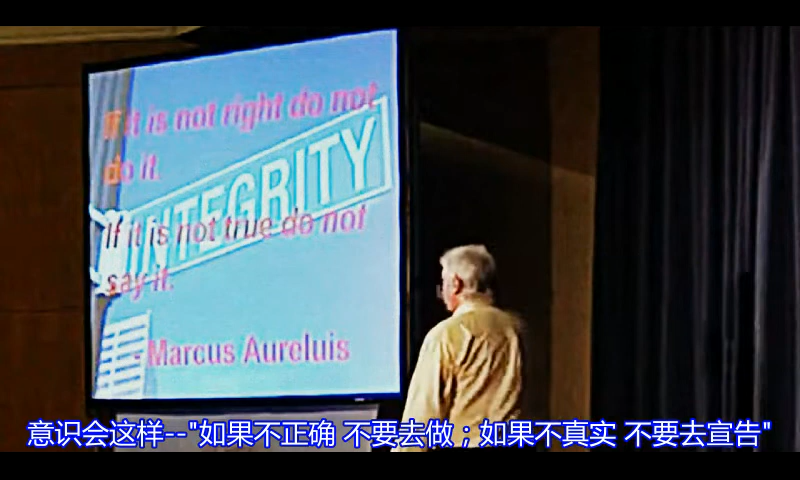 If it is not right do not
do it.
INTEGRITY
If it is not true do not
say it.
- Marcus Aureluis
意识会这样--"如果不正确 不要去做；如果不真实 不要去宣告"